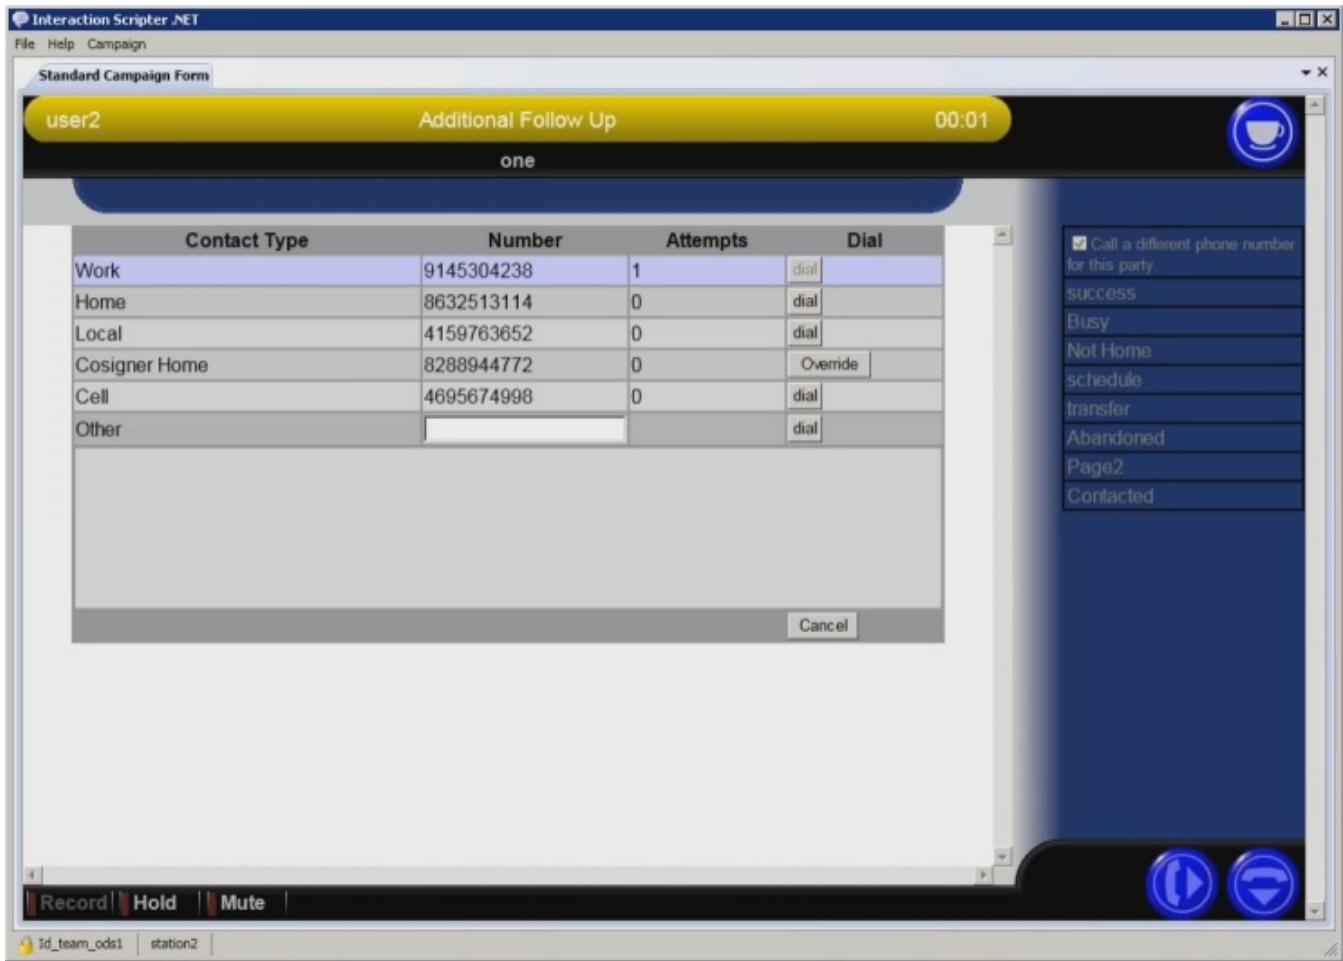 Interaction Scripter .NET
File Help Campaign
Standard Campaign Form
user2 Additional Follow Up 00:01
one
Contact Type Number Attempts Dial
Work 9145304238 1 dial
Home 8632513114 0 dial
Local 4159763652 0 dial
Cosigner Home 8288944772 0 Override
Cell 4695674998 0 dial
Other dial
Cancel
Call a different phone number
for this party.
success
Busy
Not Home
schedule
transfer
Abandoned
Page2
Contacted
Record Hold Mute
Id_team_ods1 station2